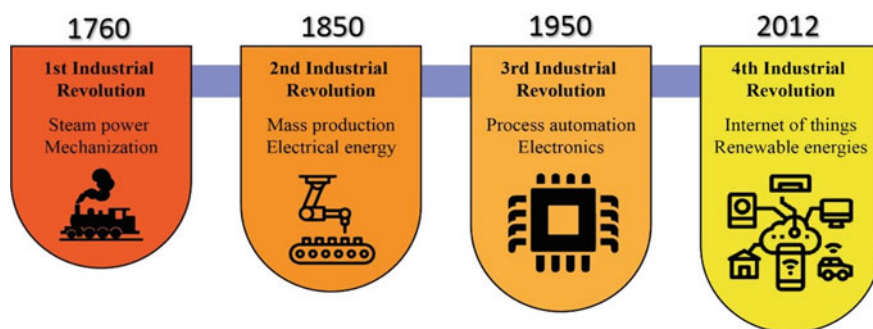 1760
1st Industrial
Revolution
Steam power
Mechanization
1850
2nd Industrial
Revolution
Mass production
Electrical energy
1950
3rd Industrial
Revolution
Process automation
Electronics
2012
4th Industrial
Revolution
Internet of things
Renewable energies